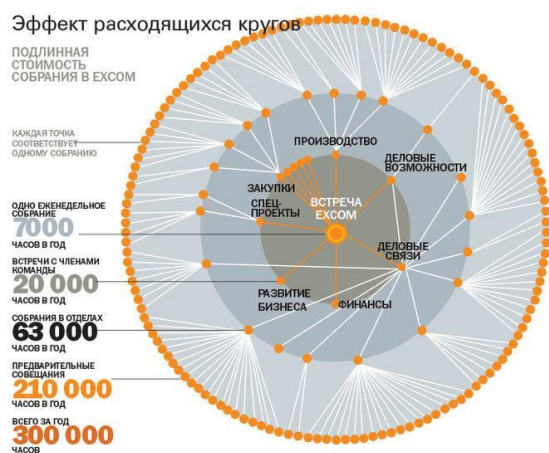 Эффект расходящихся кругов
ПОДЛИННАЯ
СТОИМОСТЬ
СОБРАНИЯ В EXCOM
КАЖДАЯ ТОЧКА
СООТВЕТСТВУЕТ
ОДНОМУ СОБРАНИЮ
ОДНО ЕЖЕНЕДЕЛЬНОЕ
СОБРАНИЕ
7000
ЧАСОВ В ГОД
ВСТРЕЧИ С ЧЛЕНАМИ
КОМАНДЫ
20 000
ЧАСОВ В ГОД
СОБРАНИЯ В ОТДЕЛАХ
63 000
ЧАСОВ В ГОД
ПРЕДВАРИТЕЛЬНЫЕ
СОВЕЩАНИЯ
210 000
ЧАСОВ В ГОД
ВСЕГО ЗА ГОД
300 000
ЧАСОВ
ПРОИЗВОДСТВО
ДЕЛОВЫЕ
ВОЗМОЖНОСТИ
ЗАКУПКИ
СПЕЦ-
ПРОЕКТЫ
ВСТРЕЧА
EXCOM
ДЕЛОВЫЕ
СВЯЗИ
РАЗВИТИЕ
БИЗНЕСА
ФИНАНСЫ